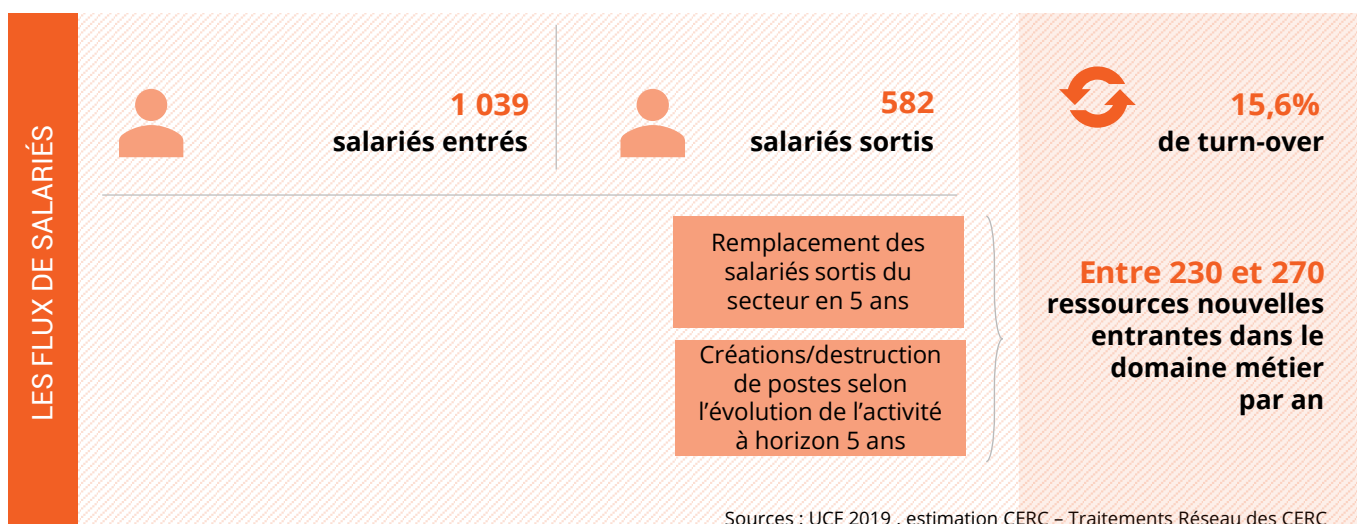 LES FLUX DE SALARIÉS
1 039
salariés entrés
582
salariés sortis
15,6%
de turn-over
Remplacement des
salariés sortis du
secteur en 5 ans
Créations/destruction
de postes selon
l’évolution de l’activité
à horizon 5 ans
Entre 230 et 270
ressources nouvelles
entrantes dans le
domaine métier
par an
Sources : UCF 2019 , estimation CERC – Traitements Réseau des CERC